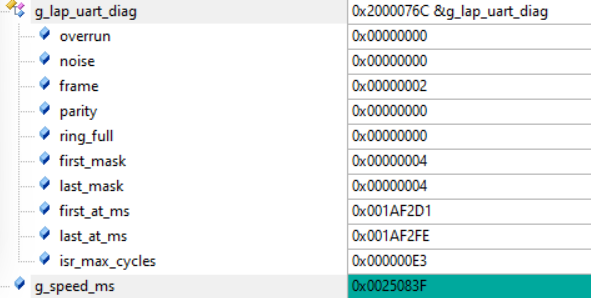 g_lap_uart_diag 0x2000076C &g_lap_uart_diag
overrun 0x00000000
noise 0x00000000
frame 0x00000002
parity 0x00000000
ring_full 0x00000000
first_mask 0x00000004
last_mask 0x00000004
first_at_ms 0x001AF2D1
last_at_ms 0x001AF2FE
isr_max_cycles 0x000000E3
g_speed_ms 0x0025083F